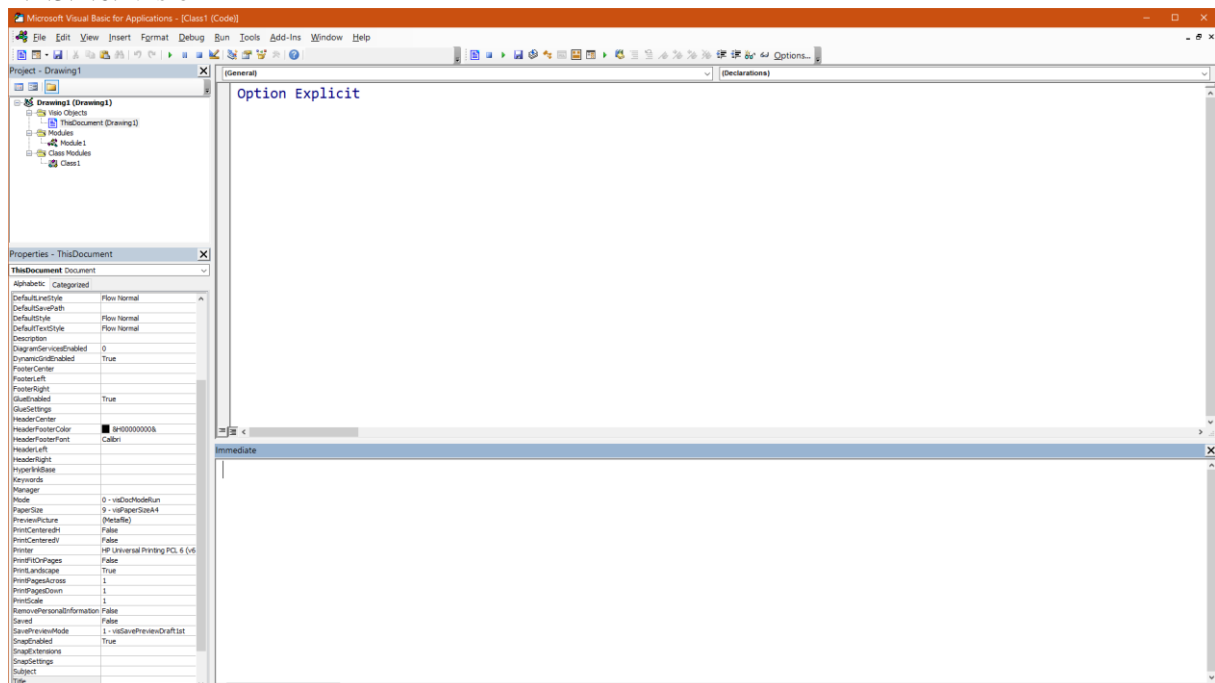 Microsoft Visual Basic for Applications - [Class1 (Code)]
File Edit View Insert Format Debug Run Tools Add-Ins Window Help
Options...
Project - Drawing1
(General)
(Declarations)
Option Explicit
Drawing1 (Drawing1)
Visio Objects
ThisDocument (Drawing1)
Modules
Module1
Class Modules
Class1
Properties - ThisDocument
ThisDocument Document
Alphabetic Categorized
DefaultLineStyle Flow Normal
DefaultSavePath
DefaultStyle Flow Normal
DefaultTextStyle Flow Normal
Description
DiagramServicesEnabled 0
DynamicGridEnabled True
FooterCenter
FooterLeft
FooterRight
GlueEnabled True
GlueSettings
HeaderCenter
HeaderFooterColor &H00000000&
HeaderFooterFont Calibri
HeaderLeft
HeaderRight
HyperlinkBase
Keywords
Manager
Mode 0 - visDocModeRun
PaperSize 9 - visPaperSizeA4
PreviewPicture (Metafile)
PrintCenteredH False
PrintCenteredV False
Printer HP Universal Printing PCL 6 (v6
PrintFitOnPages False
PrintLandscape True
PrintPagesAcross 1
PrintPagesDown 1
PrintScale 1
RemovePersonalInformation False
Saved False
SavePreviewMode 1 - visSavePreviewDraft1st
SnapEnabled True
SnapExtensions
SnapSettings
Subject
Title
Immediate